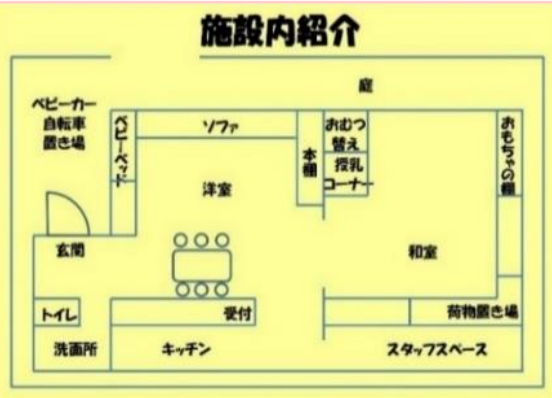 施設内紹介
庭
ベビーカー
自転車
置き場
ベビーベッド
ソファ
本棚
おむつ
替え
授乳
コーナー
おもちゃの棚
洋室
玄関
和室
トイレ
受付
荷物置き場
洗面所
キッチン
スタッフスペース